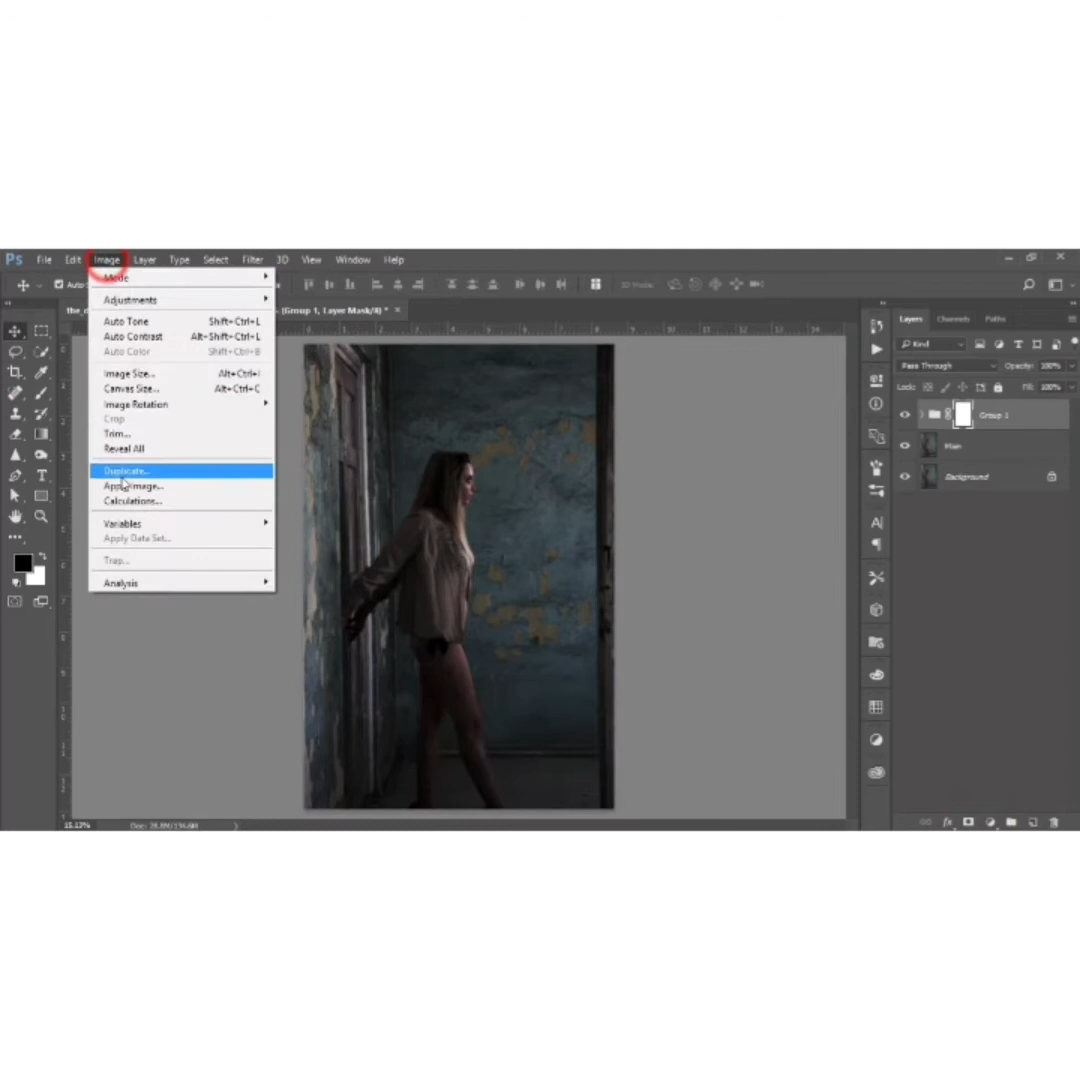 Ps File Edit Image Layer Type Select Filter 3D View Window Help
Mode
Adjustments
Auto Tone Shift+Ctrl+L
Auto Contrast Alt+Shift+Ctrl+L
Auto Color Shift+Ctrl+B
Image Size... Alt+Ctrl+I
Canvas Size... Alt+Ctrl+C
Image Rotation
Crop
Trim...
Reveal All
Duplicate...
Apply Image...
Calculations...
Variables
Apply Data Set...
Trap...
Analysis
(Group 1, Layer Mask/8) *
3D Mode:
Layers Channels Paths
Kind
Pass Through Opacity: 100%
Lock: Fill: 100%
Group 1
Main
Background
15.13%